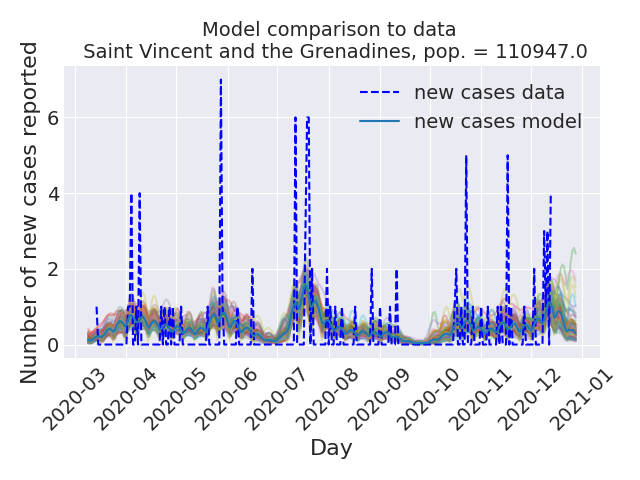 Model comparison to data
Saint Vincent and the Grenadines, pop. = 110947.0
Number of new cases reported
6
4
2
0
new cases data
new cases model
2020-03
2020-04
2020-05
2020-06
2020-07
2020-08
2020-09
2020-10
2020-11
2020-12
2021-01
Day